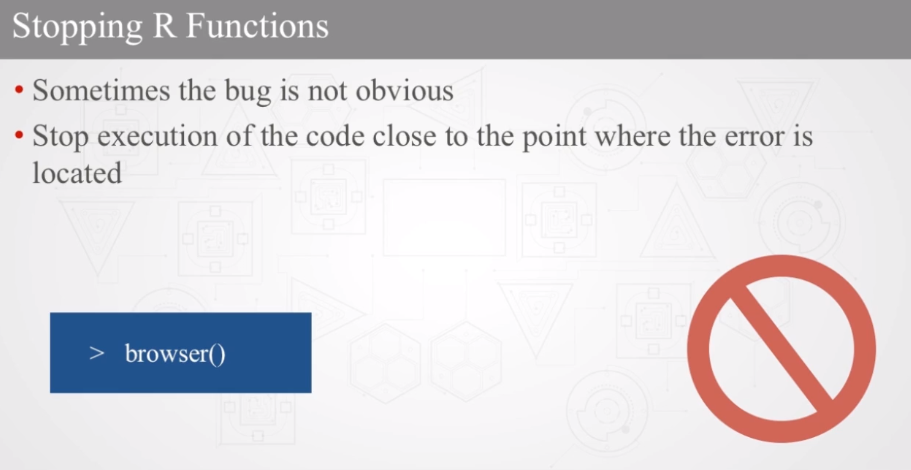 Stopping R Functions
• Sometimes the bug is not obvious
• Stop execution of the code close to the point where the error is
located
> browser()